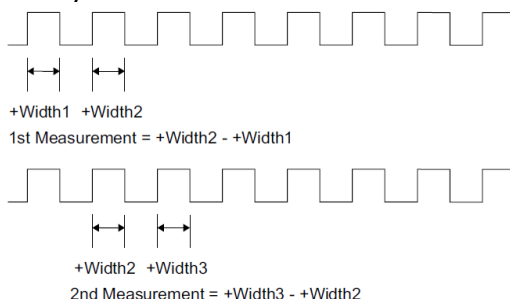 +Width1 +Width2
1st Measurement = +Width2 - +Width1
+Width2 +Width3
2nd Measurement = +Width3 - +Width2